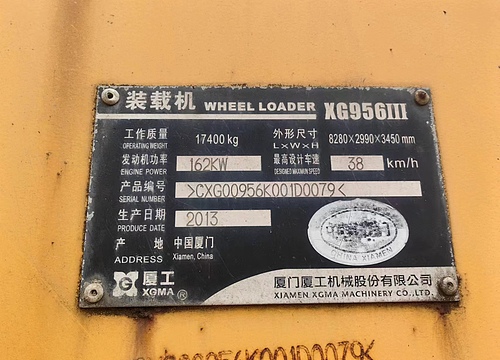 装载机 WHEEL LOADER XG956III
工作质量 17400 kg 外形尺寸 8280×2990×3450 mm
OPERATING WEIGHT L×W×H
发动机功率 162KW 最高设计车速 38 km/h
ENGINE POWER DESIGNED MAXIMUM SPEED
产品编号 >CXG00956K001D0079<
SERIAL NUMBER
生产日期 2013
PRODUCE DATE
产 地 中国厦门
ADDRESS Xiamen, China
CHINA XIAMEN
厦工 厦门厦工机械股份有限公司
XGMA ® XIAMEN XGMA MACHINERY CO.,LTD.
00956K001D0079<